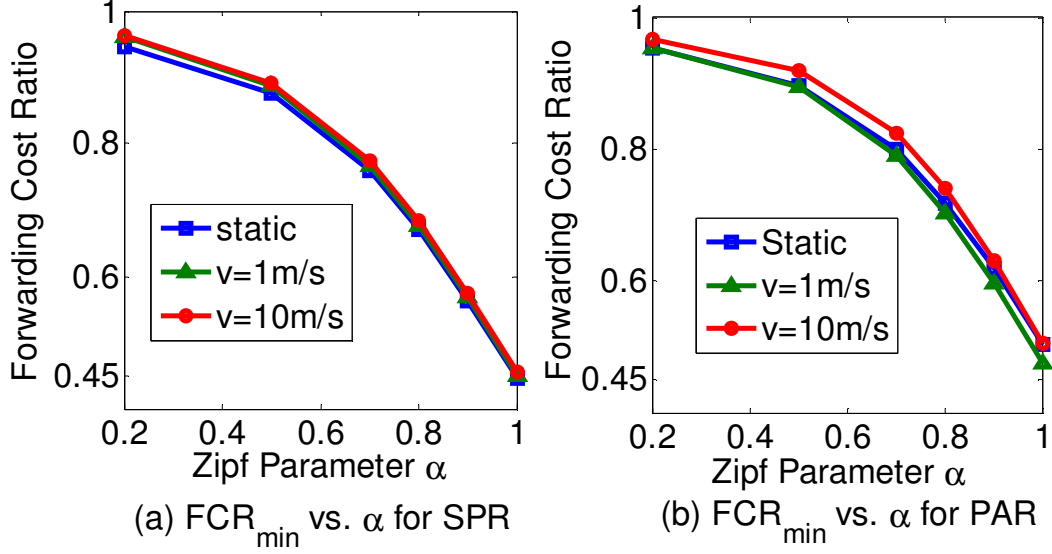 1
0.8
0.6
0.45
0.2
0.4
0.6
0.8
1
Forwarding Cost Ratio
static
v=1m/s
v=10m/s
Zipf Parameter α
(a) FCR_min vs. α for SPR
1
0.8
0.6
0.45
0.2
0.4
0.6
0.8
1
Forwarding Cost Ratio
Static
v=1m/s
v=10m/s
Zipf Parameter α
(b) FCR_min vs. α for PAR